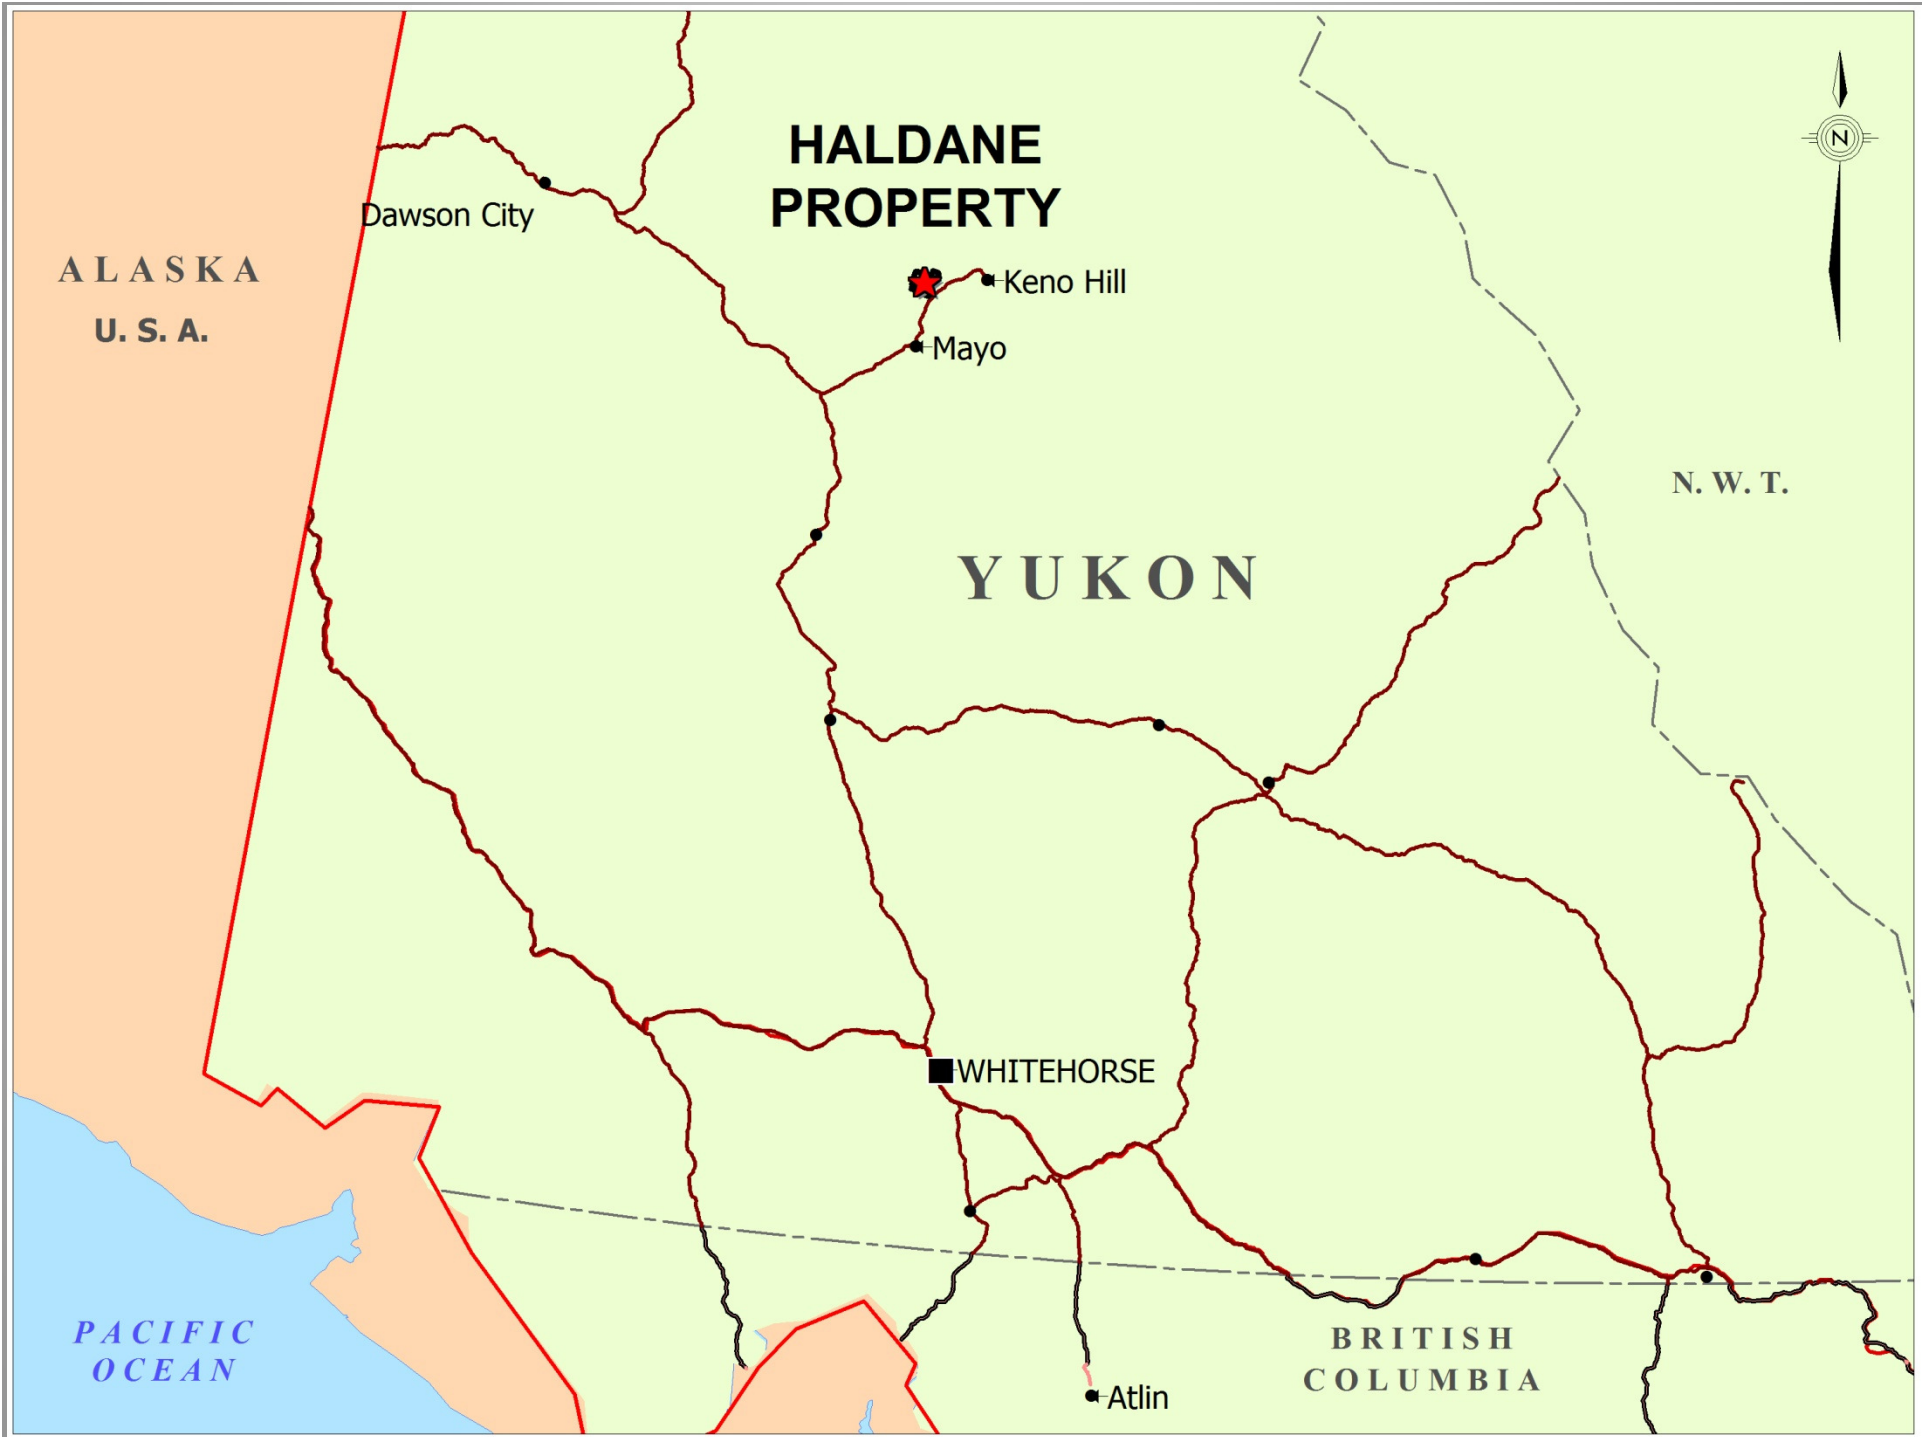 HALDANE
PROPERTY
N
Dawson City
ALASKA
U. S. A.
Keno Hill
Mayo
N. W. T.
YUKON
WHITEHORSE
PACIFIC
OCEAN
BRITISH
COLUMBIA
Atlin